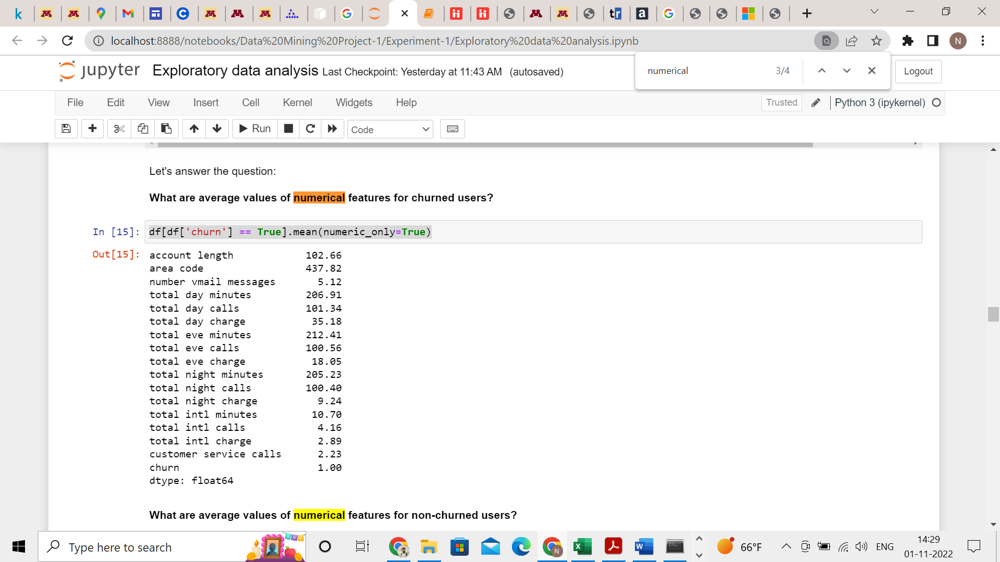 localhost:8888/notebooks/Data%20Mining%20Project-1/Experiment-1/Exploratory%20data%20analysis.ipynb
N
jupyter Exploratory data analysis Last Checkpoint: Yesterday at 11:43 AM (autosaved)
numerical 3/4
Logout
File Edit View Insert Cell Kernel Widgets Help
Trusted Python 3 (ipykernel)
Run Code
Let's answer the question:
What are average values of numerical features for churned users?
In [15]: df[df['churn'] == True].mean(numeric_only=True)
Out[15]: account length 102.66
area code 437.82
number vmail messages 5.12
total day minutes 206.91
total day calls 101.34
total day charge 35.18
total eve minutes 212.41
total eve calls 100.56
total eve charge 18.05
total night minutes 205.23
total night calls 100.40
total night charge 9.24
total intl minutes 10.70
total intl calls 4.16
total intl charge 2.89
customer service calls 2.23
churn 1.00
dtype: float64
What are average values of numerical features for non-churned users?
Type here to search
66°F
ENG
14:29
01-11-2022